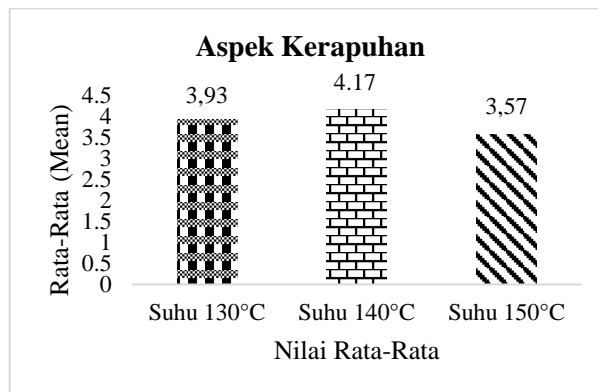 Aspek Kerapuhan
3,93
4.17
3,57
Rata-Rata (Mean)
4.5
4
3.5
3
2.5
2
1.5
1
0.5
0
Suhu 130°C
Suhu 140°C
Suhu 150°C
Nilai Rata-Rata